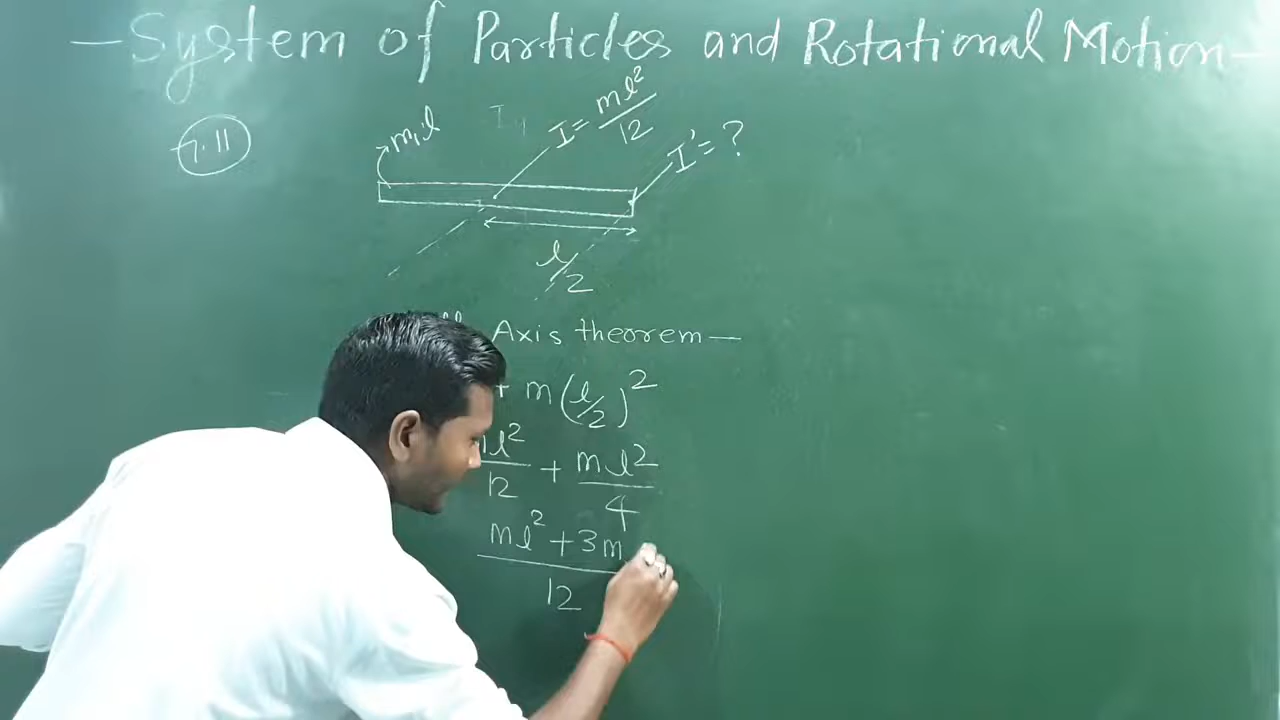 —System of Particles and Rotational Motion—
7.11
m, l
I = ml²/12
I' = ?
l/2
Axis theorem—
+ m(l/2)²
l²/12 + ml²/4
ml² + 3m
12